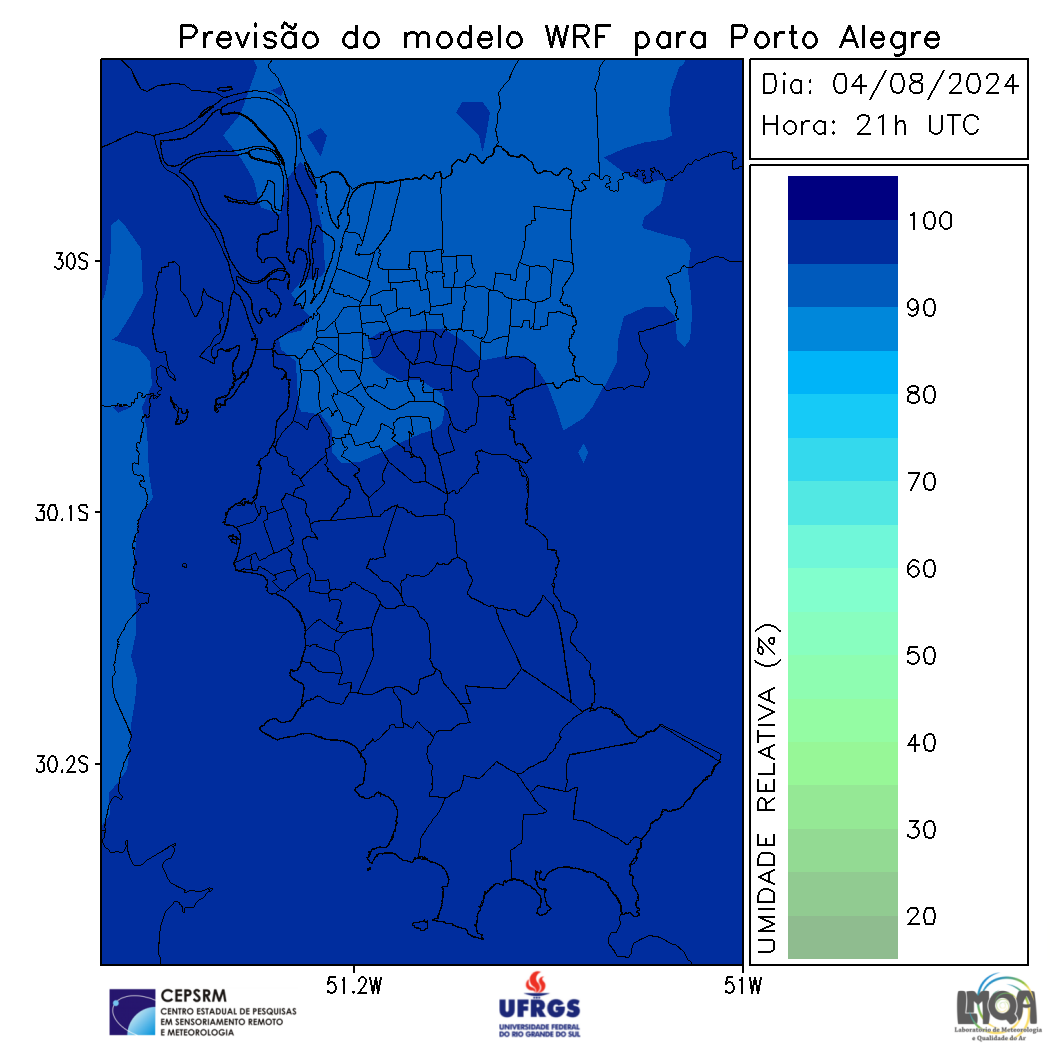 Previsão do modelo WRF para Porto Alegre
Dia: 04/08/2024
Hora: 21h UTC
30S
30.1S
30.2S
51.2W
51W
UMIDADE RELATIVA (%)
100
90
80
70
60
50
40
30
20
CEPSRM
CENTRO ESTADUAL DE PESQUISAS
EM SENSORIAMENTO REMOTO
E METEOROLOGIA
UFRGS
UNIVERSIDADE FEDERAL
DO RIO GRANDE DO SUL
LMQA
Laboratório de Meteorologia
e Qualidade do Ar